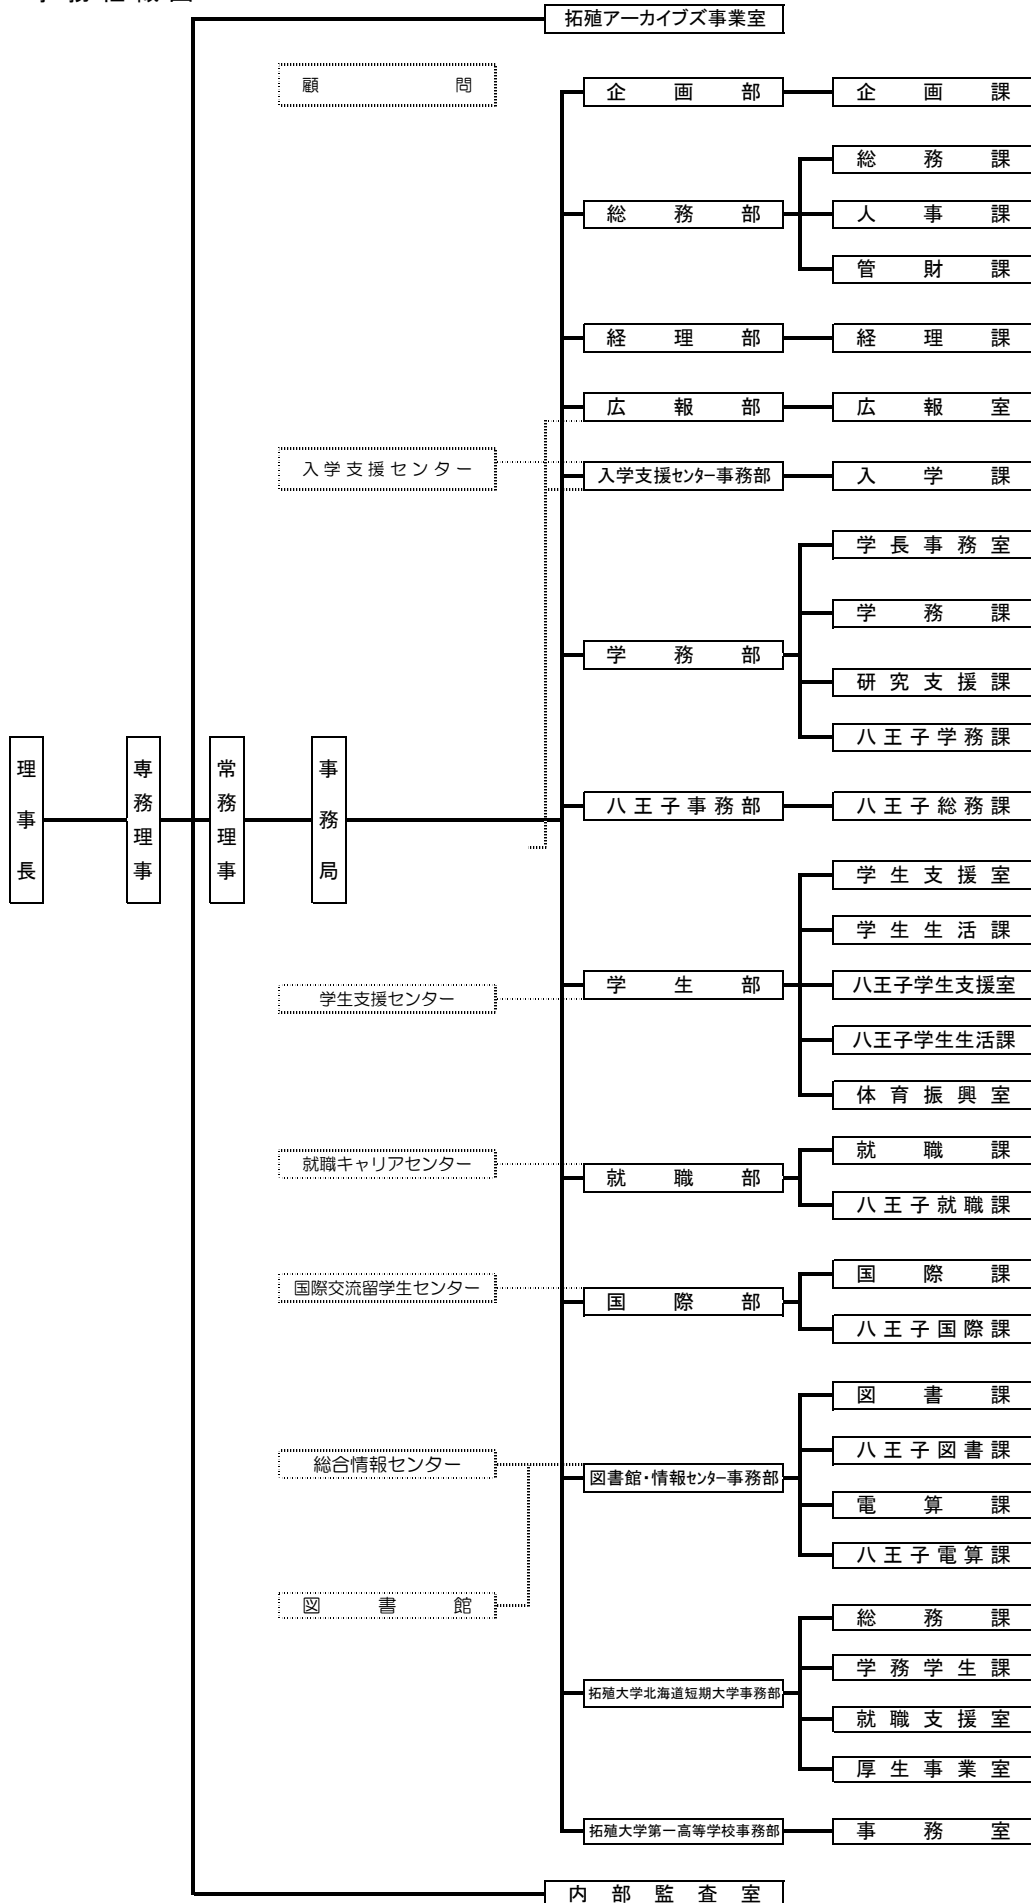 拓殖アーカイブズ事業室
顧問
企画部
企画課
総務課
総務部
人事課
管財課
経理部
経理課
広報部
広報室
入学支援センター
入学支援センター事務部
入学課
学長事務室
学務課
学務部
研究支援課
八王子学務課
理事長
専務理事
常務理事
事務局
八王子事務部
八王子総務課
学生支援室
学生生活課
学生支援センター
学生部
八王子学生支援室
八王子学生生活課
体育振興室
就職キャリアセンター
就職部
就職課
八王子就職課
国際交流留学生センター
国際部
国際課
八王子国際課
図書課
八王子図書課
総合情報センター
図書館・情報センター事務部
電算課
八王子電算課
図書館
総務課
学務学生課
拓殖大学北海道短期大学事務部
就職支援室
厚生事業室
拓殖大学第一高等学校事務部
事務室
内部監査室